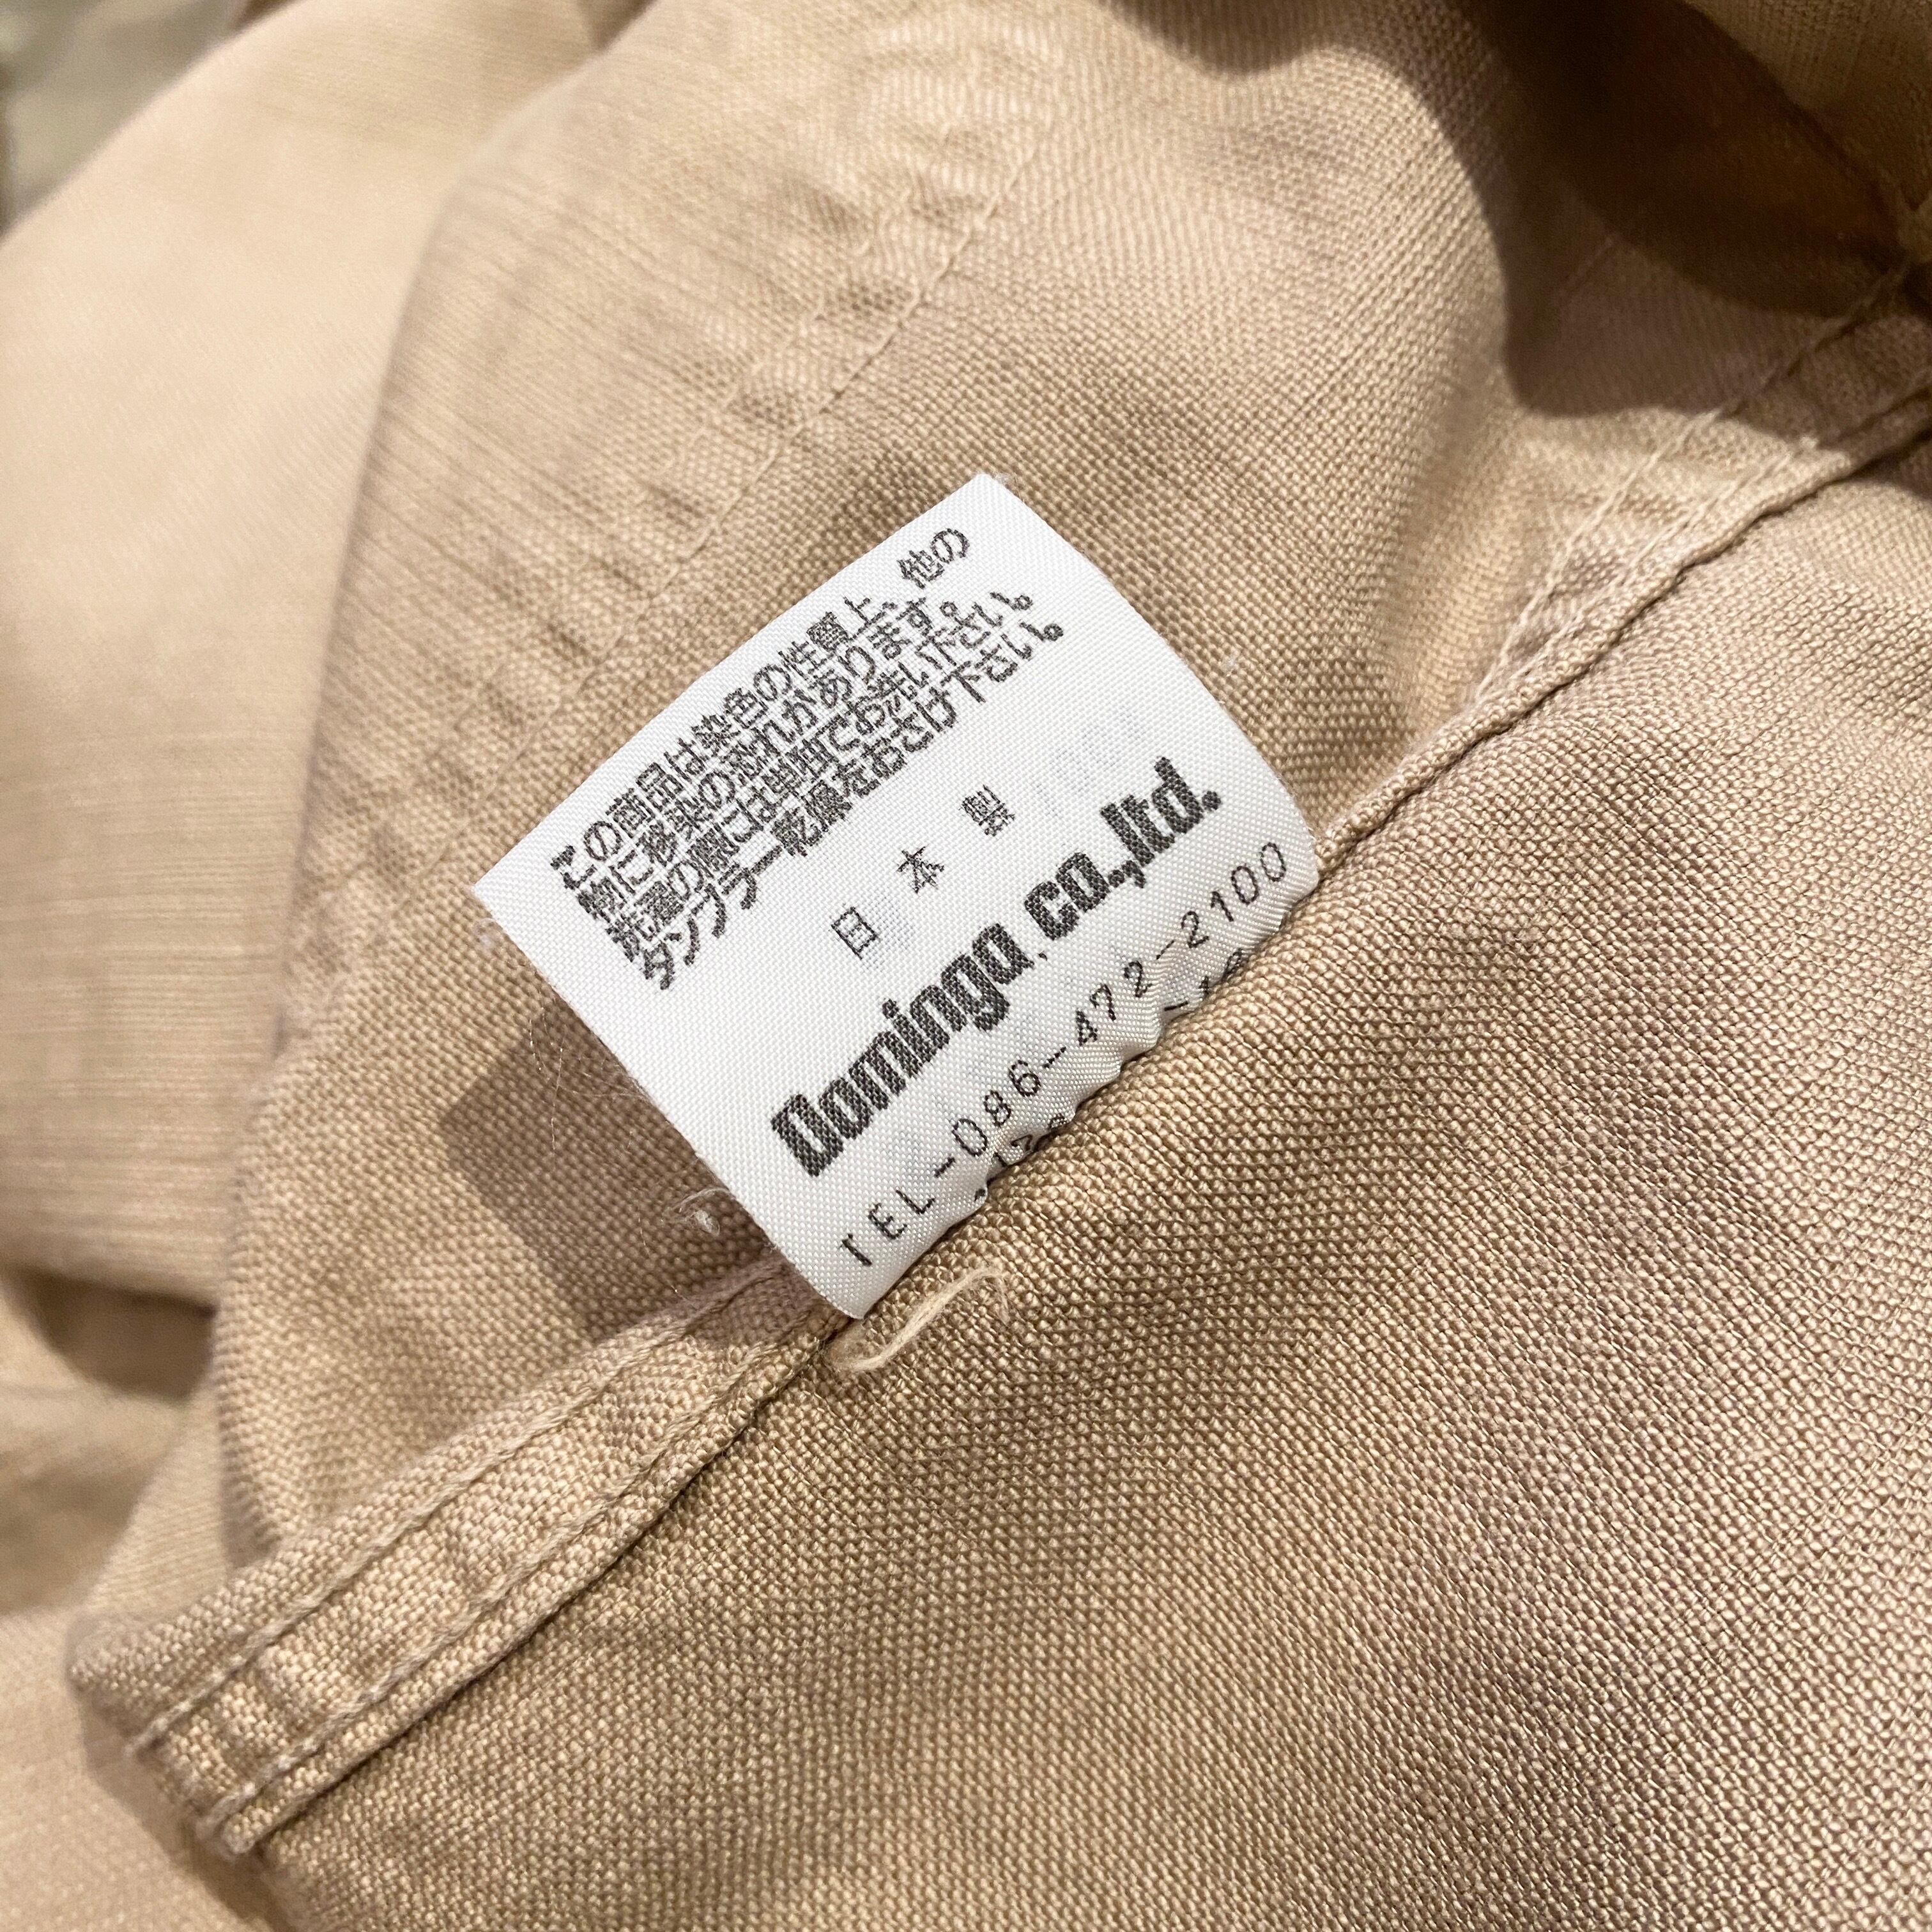 この商品は染色の性質上、他の
物に移染の恐れがあります。
洗濯の際には単品でお洗い下さい。
タンブラー乾燥をおさけ下さい。
日本製
Dominga.co.,ltd.
TEL-086-472-2100